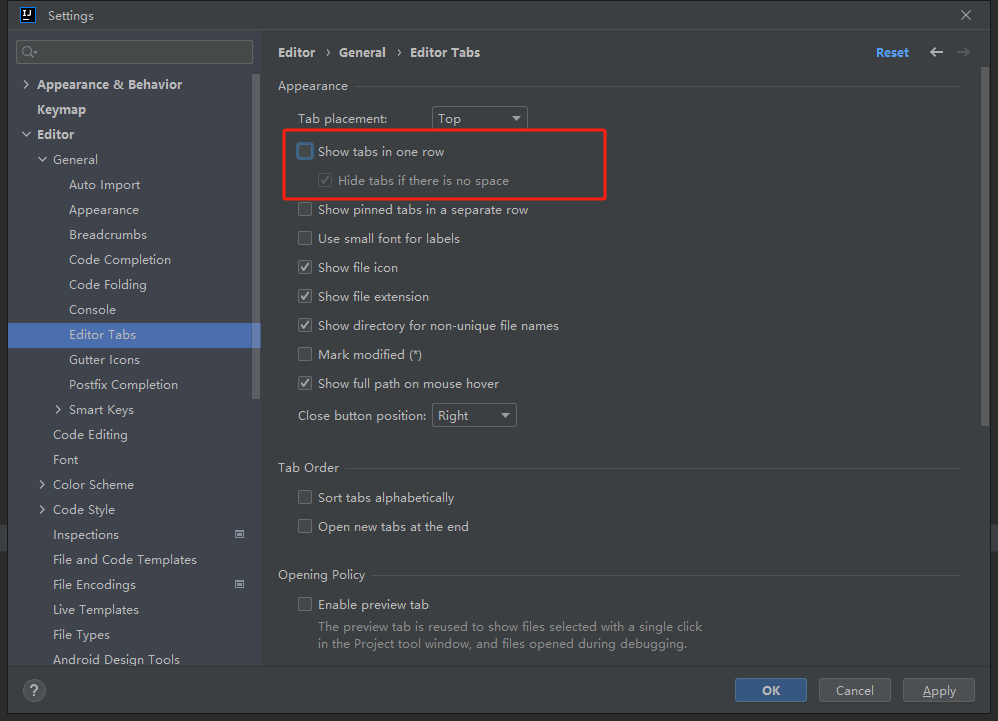 IJ
Settings
Appearance & Behavior
Keymap
Editor
General
Auto Import
Appearance
Breadcrumbs
Code Completion
Code Folding
Console
Editor Tabs
Gutter Icons
Postfix Completion
Smart Keys
Code Editing
Font
Color Scheme
Code Style
Inspections
File and Code Templates
File Encodings
Live Templates
File Types
Android Design Tools
Editor › General › Editor Tabs
Reset
Appearance
Tab placement: Top
Show tabs in one row
Hide tabs if there is no space
Show pinned tabs in a separate row
Use small font for labels
Show file icon
Show file extension
Show directory for non-unique file names
Mark modified (*)
Show full path on mouse hover
Close button position: Right
Tab Order
Sort tabs alphabetically
Open new tabs at the end
Opening Policy
Enable preview tab
The preview tab is reused to show files selected with a single click
in the Project tool window, and files opened during debugging.
?
OK
Cancel
Apply